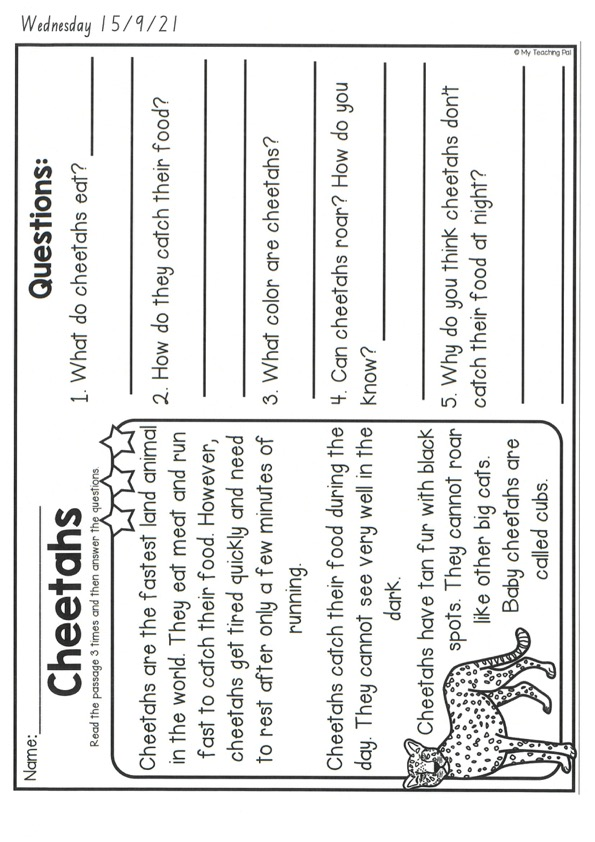 Wednesday 15/9/21
Name:
Cheetahs
Read the passage 3 times and then answer the questions.
Cheetahs are the fastest land animal
in the world. They eat meat and run
fast to catch their food. However,
cheetahs get tired quickly and need
to rest after only a few minutes of
running.
Cheetahs catch their food during the
day. They cannot see very well in the
dark.
Cheetahs have tan fur with black
spots. They cannot roar
like other big cats.
Baby cheetahs are
called cubs.
Questions:
1. What do cheetahs eat?
2. How do they catch their food?
3. What color are cheetahs?
4. Can cheetahs roar? How do you
know?
5. Why do you think cheetahs don't
catch their food at night?
© My Teaching Pal